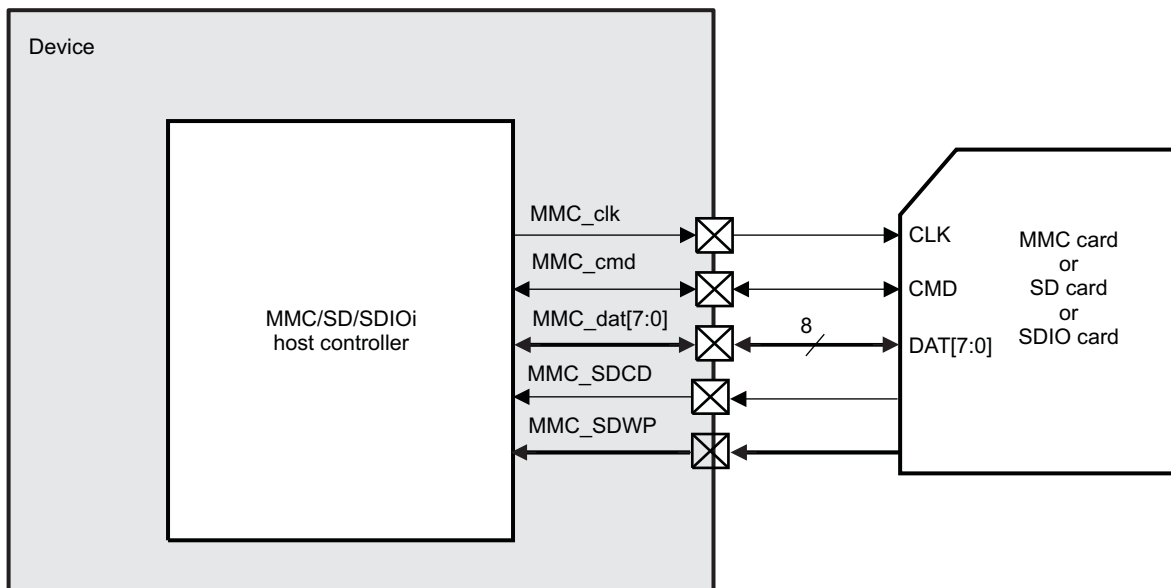 Device
MMC/SD/SDIOi
host controller
MMC_clk
MMC_cmd
MMC_dat[7:0]
MMC_SDCD
MMC_SDWP
8
CLK
CMD
DAT[7:0]
MMC card
or
SD card
or
SDIO card